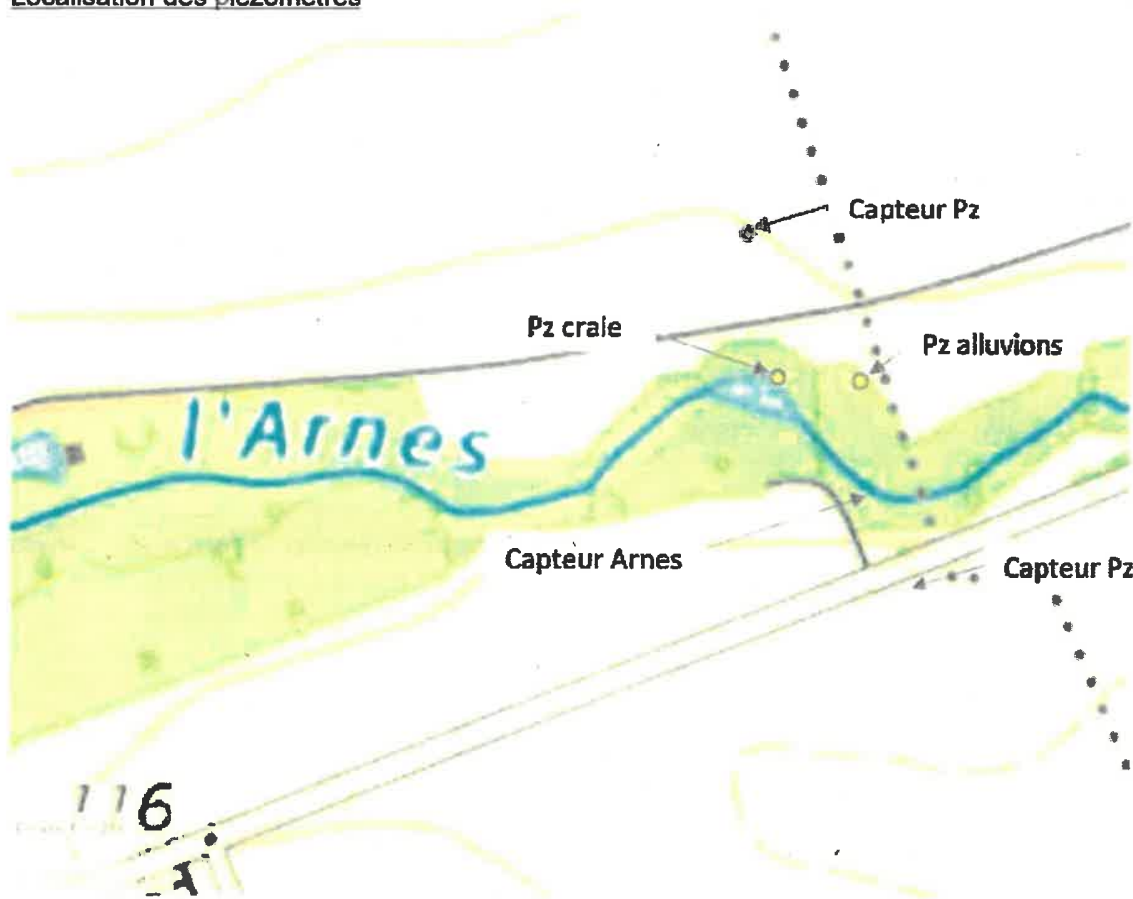 Localisation des piézomètres
Capteur Pz
Pz craie
Pz alluvions
l'Arnes
Capteur Arnes
Capteur Pz
116